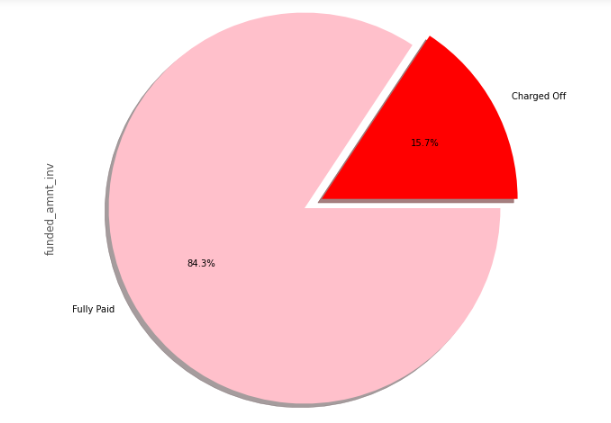 Charged Off
15.7%
funded_amnt_inv
84.3%
Fully Paid